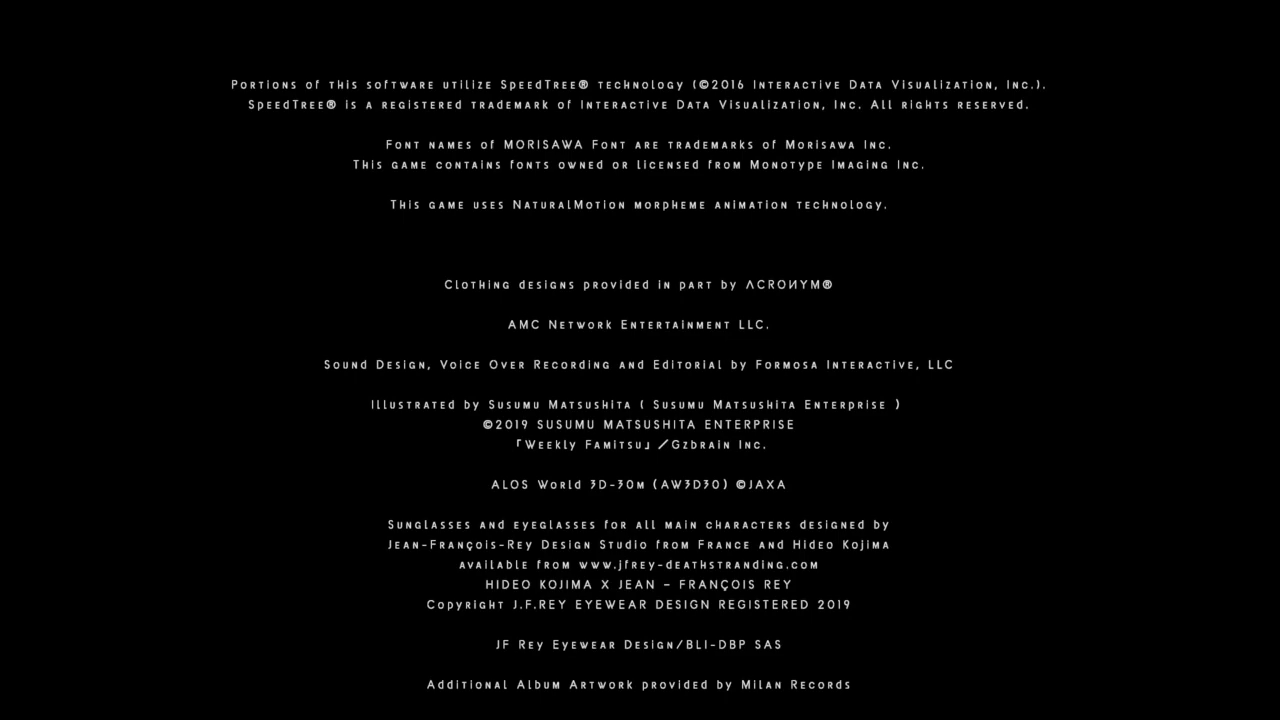 Portions of this software utilize SpeedTree® technology (©2016 Interactive Data Visualization, Inc.).
SpeedTree® is a registered trademark of Interactive Data Visualization, Inc. All rights reserved.
Font names of MORISAWA Font are trademarks of Morisawa Inc.
This game contains fonts owned or licensed from Monotype Imaging Inc.
This game uses NaturalMotion morpheme animation technology.
Clothing designs provided in part by ΛCROИYM®
AMC Network Entertainment LLC.
Sound Design, Voice Over Recording and Editorial by Formosa Interactive, LLC
Illustrated by Susumu Matsushita ( Susumu Matsushita Enterprise )
©2019 SUSUMU MATSUSHITA ENTERPRISE
「Weekly Famitsu」／Gzbrain Inc.
ALOS World 3D-30m (AW3D30) ©JAXA
Sunglasses and eyeglasses for all main characters designed by
Jean-François-Rey Design Studio from France and Hideo Kojima
available from www.jfrey-deathstranding.com
HIDEO KOJIMA X JEAN – FRANÇOIS REY
Copyright J.F.REY EYEWEAR DESIGN REGISTERED 2019
JF Rey Eyewear Design/BLI-DBP SAS
Additional Album Artwork provided by Milan Records